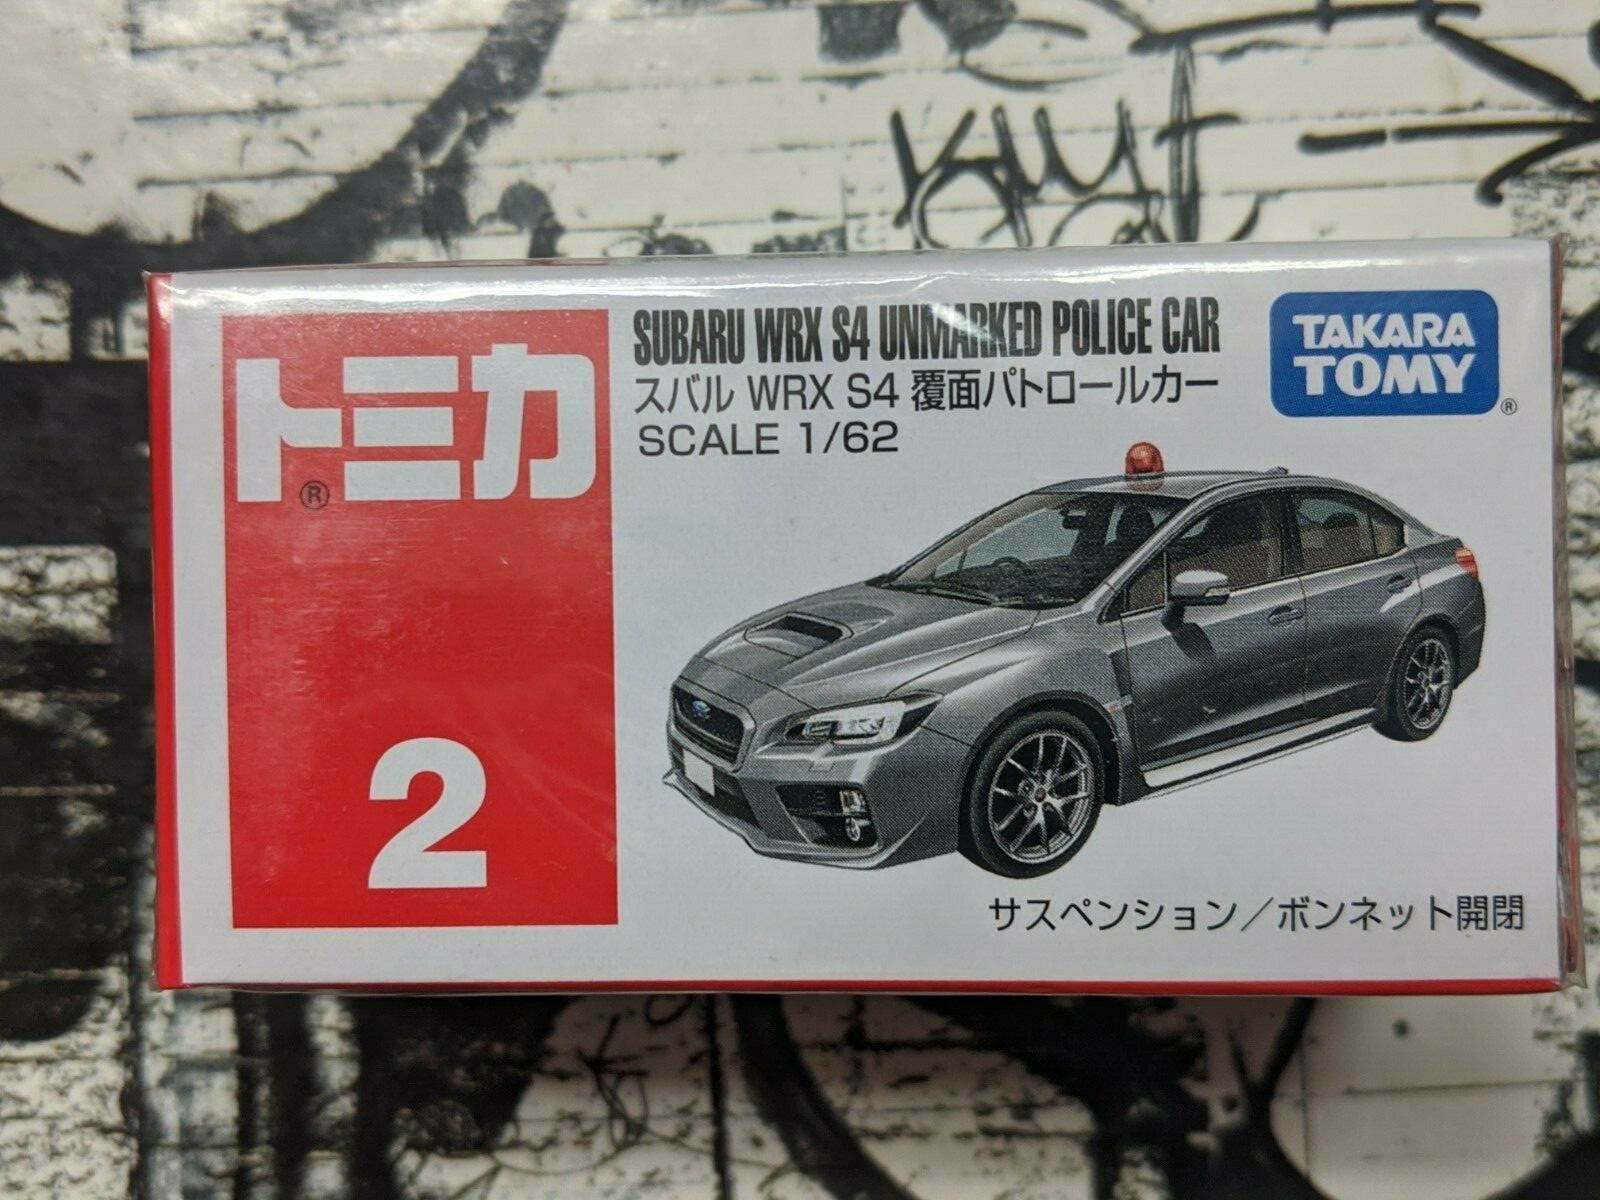 トミカ
®
2
SUBARU WRX S4 UNMARKED POLICE CAR
スバル WRX S4 覆面パトロールカー
SCALE 1/62
TAKARA
TOMY
®
サスペンション／ボンネット開閉